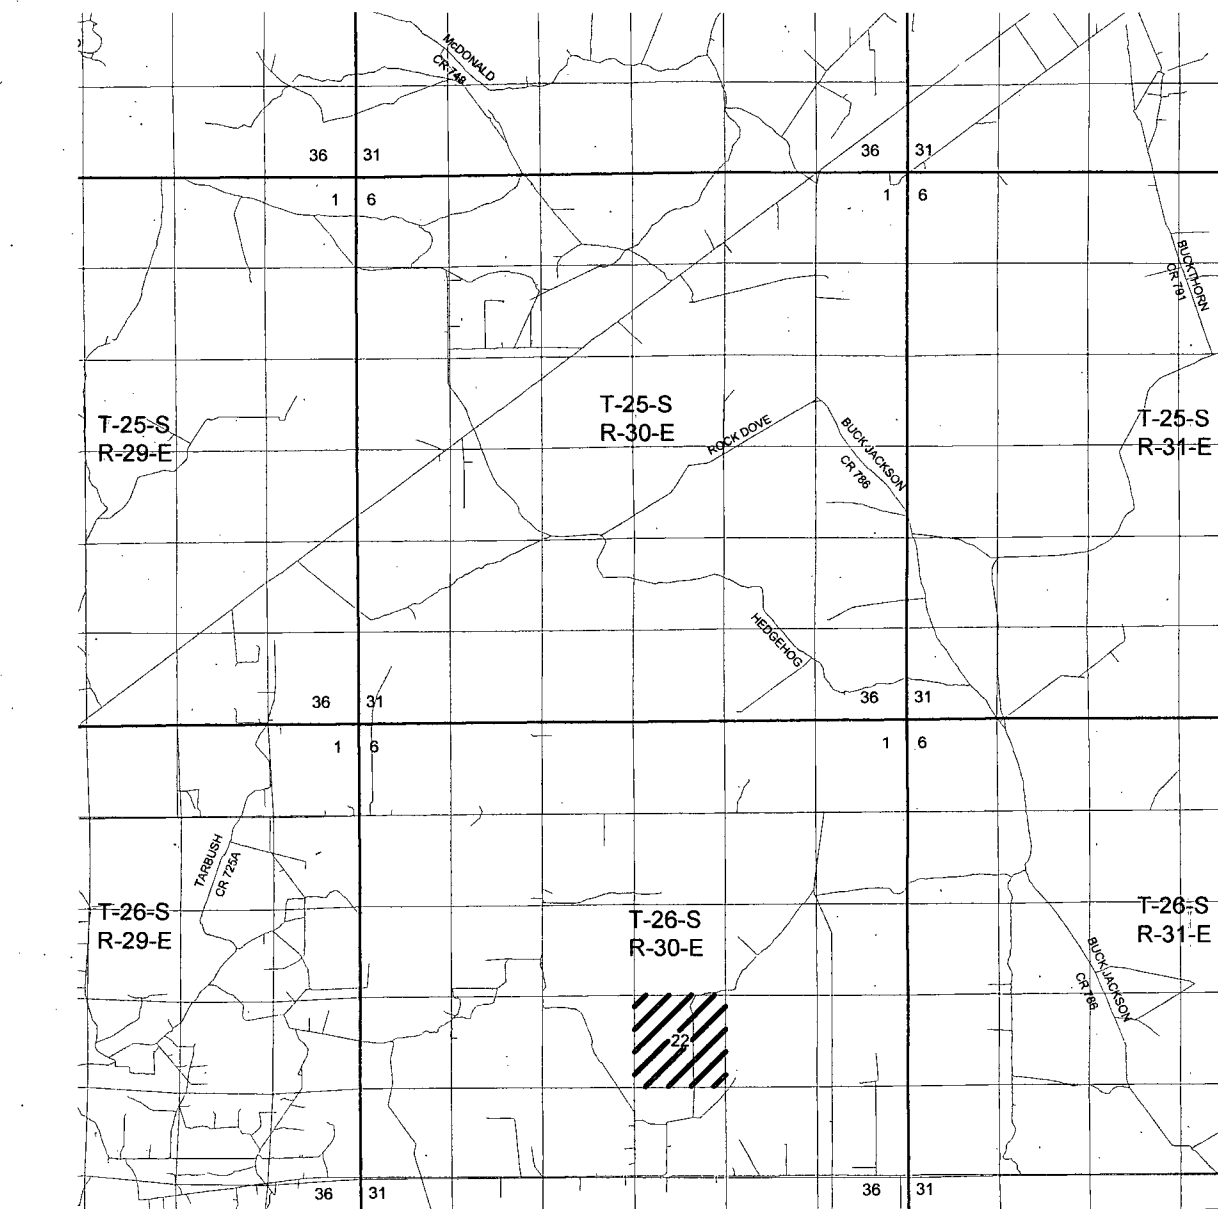 McDONALD
CR 748
36 31
36 31
1 6
1 6
BUCKTHORN
CR 791
T-25-S
R-29-E
T-25-S
R-30-E
T-25-S
R-31-E
ROCK DOVE
BUCK JACKSON
CR 786
HEDGEHOG
36 31
36 31
1 6
1 6
TARBUSH
CR 725A
T-26-S
R-29-E
T-26-S
R-30-E
T-26-S
R-31-E
BUCK JACKSON
CR 786
22
36 31
36 31